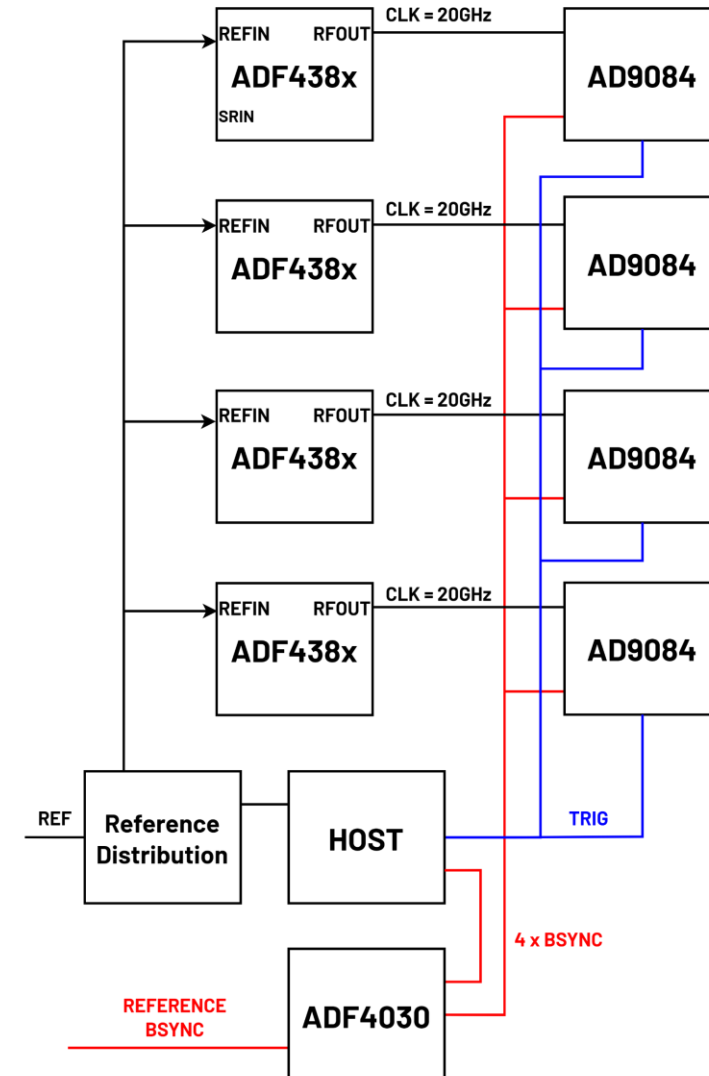 REFIN RFOUT
ADF438x
SRIN
CLK = 20GHz
AD9084
REFIN RFOUT
ADF438x
CLK = 20GHz
AD9084
REFIN RFOUT
ADF438x
CLK = 20GHz
AD9084
REFIN RFOUT
ADF438x
CLK = 20GHz
AD9084
REF
Reference
Distribution
HOST
TRIG
4 x BSYNC
REFERENCE
BSYNC
ADF4030